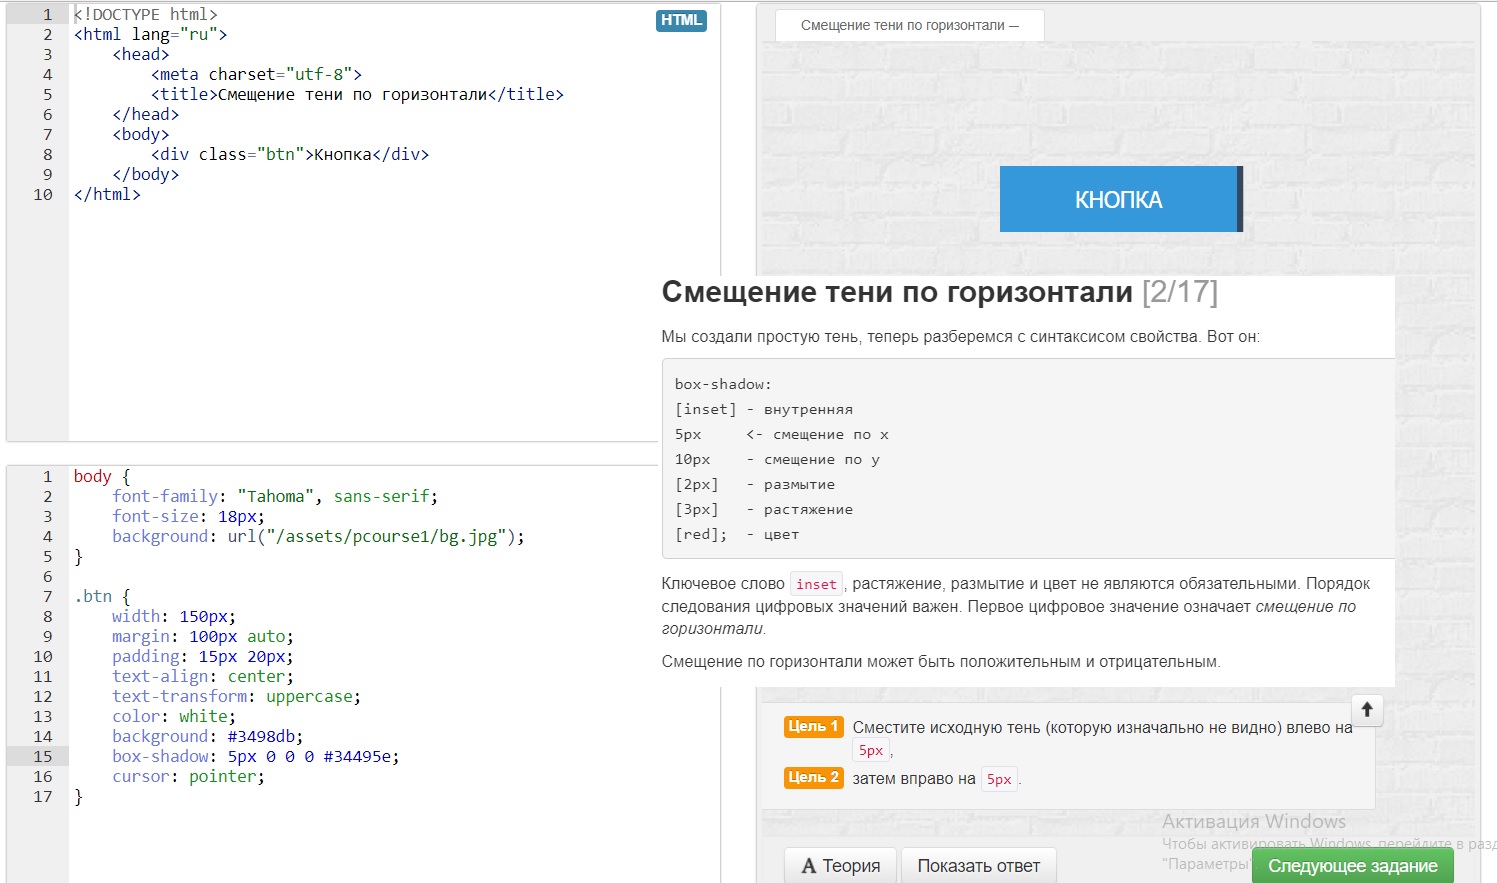 1 <!DOCTYPE html>
2 <html lang="ru">
3 <head>
4 <meta charset="utf-8">
5 <title>Смещение тени по горизонтали</title>
6 </head>
7 <body>
8 <div class="btn">Кнопка</div>
9 </body>
10 </html>
HTML
1 body {
2 font-family: "Tahoma", sans-serif;
3 font-size: 18px;
4 background: url("/assets/pcourse1/bg.jpg");
5 }
6
7 .btn {
8 width: 150px;
9 margin: 100px auto;
10 padding: 15px 20px;
11 text-align: center;
12 text-transform: uppercase;
13 color: white;
14 background: #3498db;
15 box-shadow: 5px 0 0 0 #34495e;
16 cursor: pointer;
17 }
Смещение тени по горизонтали —
КНОПКА
Смещение тени по горизонтали [2/17]
Мы создали простую тень, теперь разберемся с синтаксисом свойства. Вот он:
box-shadow:
[inset] - внутренняя
5px <- смещение по x
10px - смещение по y
[2px] - размытие
[3px] - растяжение
[red]; - цвет
Ключевое слово inset, растяжение, размытие и цвет не являются обязательными. Порядок
следования цифровых значений важен. Первое цифровое значение означает смещение по
горизонтали.
Смещение по горизонтали может быть положительным и отрицательным.
Цель 1 Сместите исходную тень (которую изначально не видно) влево на
5px,
Цель 2 затем вправо на 5px.
Активация Windows
Чтобы активировать Windows, перейдите в разд
"Параметры"
А Теория
Показать ответ
Следующее задание